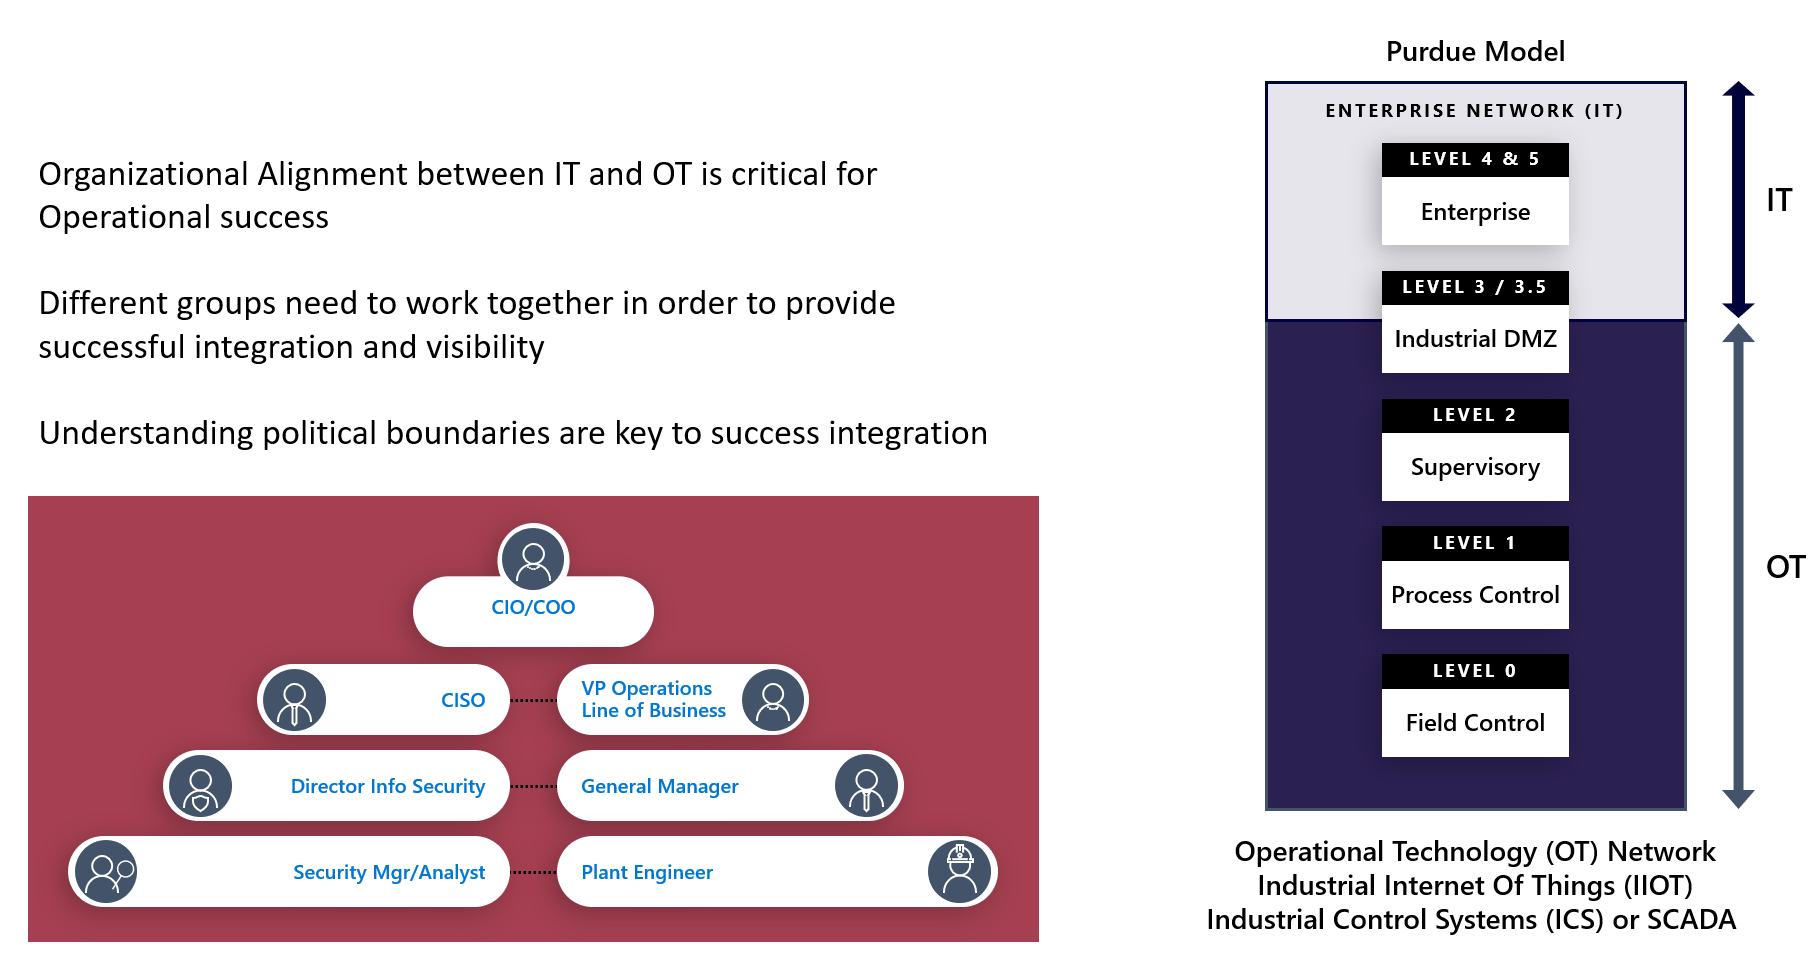 Organizational Alignment between IT and OT is critical for
Operational success
Different groups need to work together in order to provide
successful integration and visibility
Understanding political boundaries are key to success integration
CIO/COO
CISO
VP Operations
Line of Business
Director Info Security
General Manager
Security Mgr/Analyst
Plant Engineer
Purdue Model
ENTERPRISE NETWORK (IT)
LEVEL 4 & 5
Enterprise
LEVEL 3 / 3.5
Industrial DMZ
LEVEL 2
Supervisory
LEVEL 1
Process Control
LEVEL 0
Field Control
IT
OT
Operational Technology (OT) Network
Industrial Internet Of Things (IIOT)
Industrial Control Systems (ICS) or SCADA